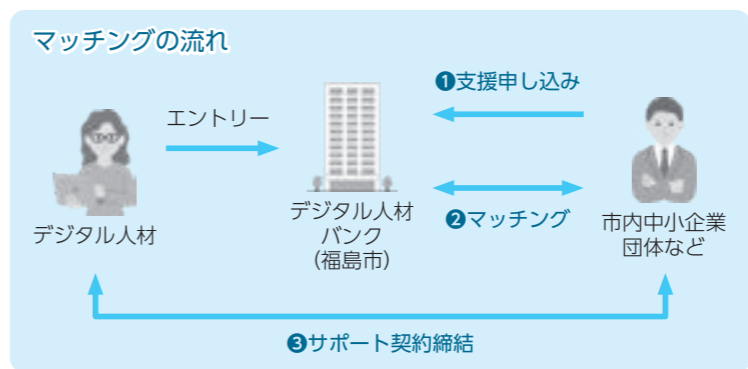 マッチングの流れ
❶支援申し込み
エントリー
❷マッチング
デジタル人材
デジタル人材
バンク
（福島市）
市内中小企業
団体など
❸サポート契約締結